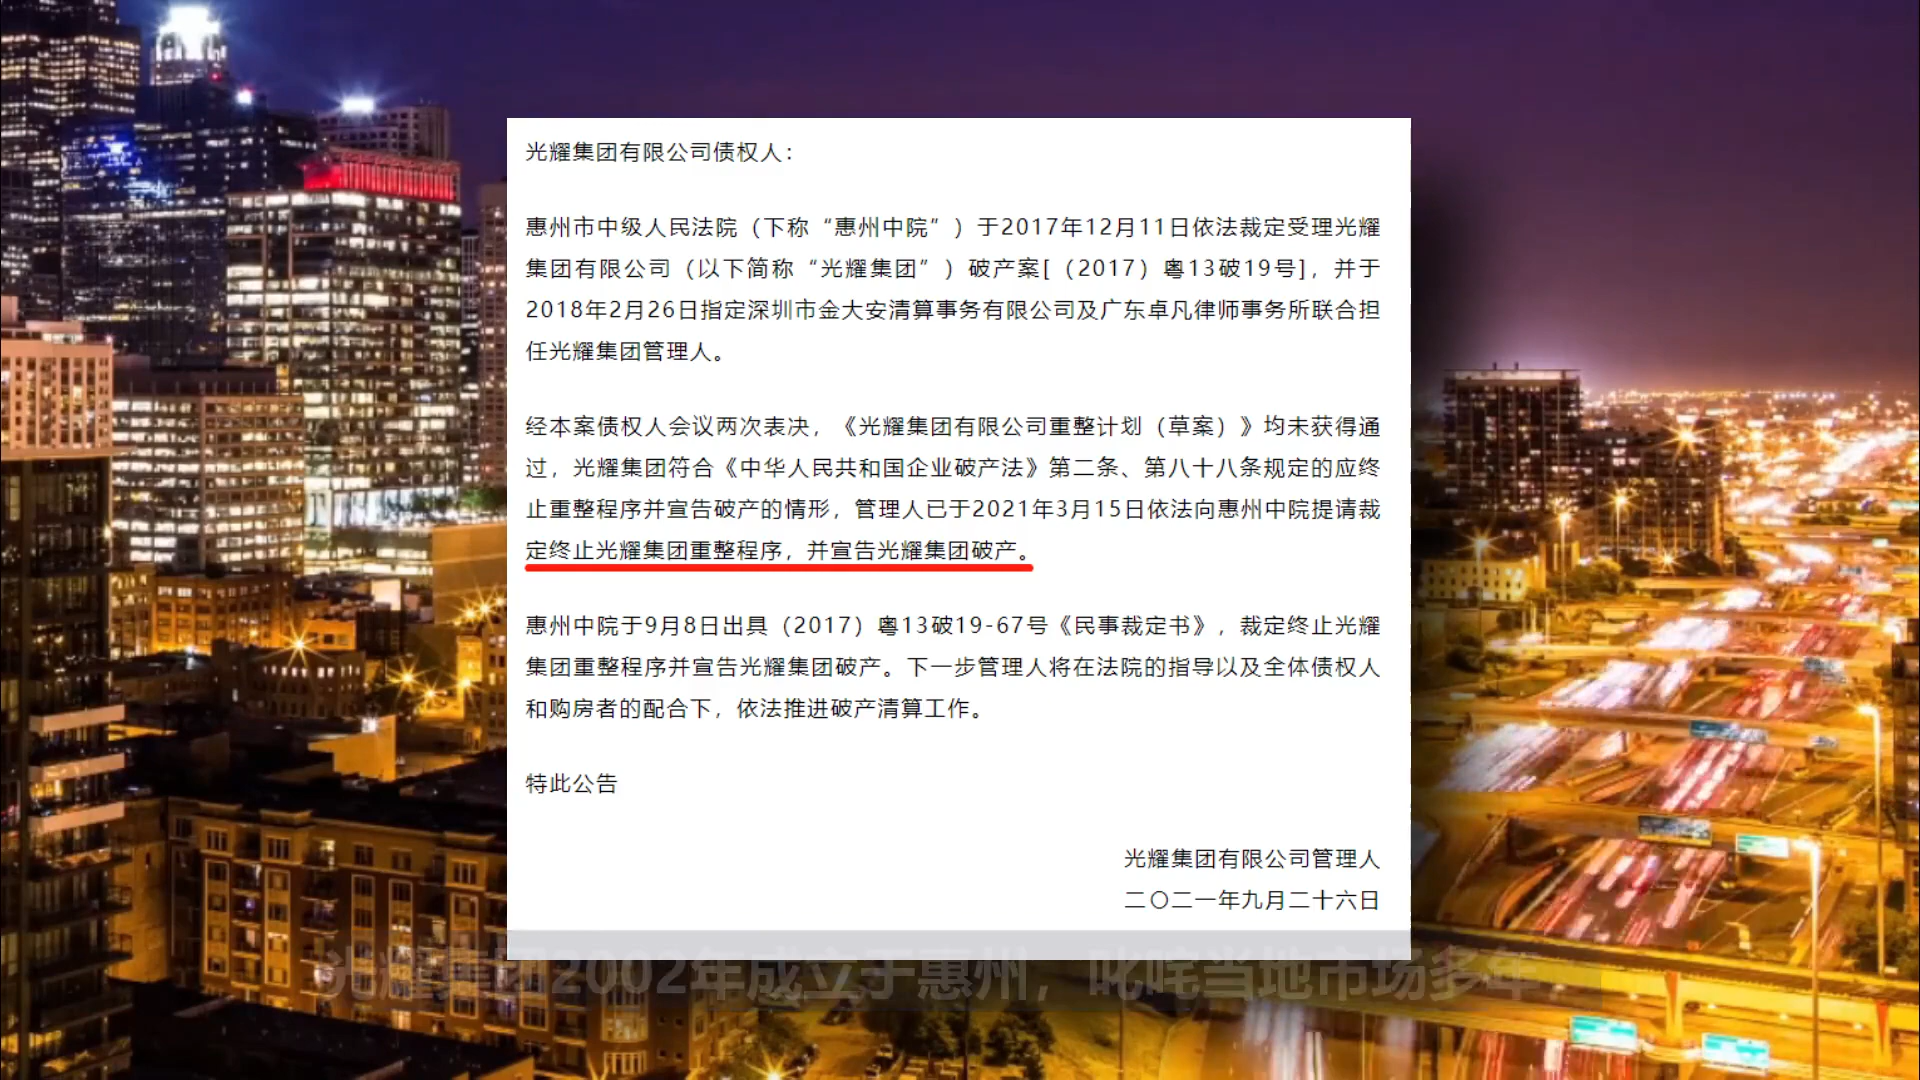 光耀集团有限公司债权人：
惠州市中级人民法院（下称“惠州中院”）于2017年12月11日依法裁定受理光耀
集团有限公司（以下简称“光耀集团”）破产案[（2017）粤13破19号]，并于
2018年2月26日指定深圳市金大安清算事务有限公司及广东卓凡律师事务所联合担
任光耀集团管理人。
经本案债权人会议两次表决，《光耀集团有限公司重整计划（草案）》均未获得通
过，光耀集团符合《中华人民共和国企业破产法》第二条、第八十八条规定的应终
止重整程序并宣告破产的情形，管理人已于2021年3月15日依法向惠州中院提请裁
定终止光耀集团重整程序，并宣告光耀集团破产。
惠州中院于9月8日出具（2017）粤13破19-67号《民事裁定书》，裁定终止光耀
集团重整程序并宣告光耀集团破产。下一步管理人将在法院的指导以及全体债权人
和购房者的配合下，依法推进破产清算工作。
特此公告
光耀集团有限公司管理人
二〇二一年九月二十六日
光耀集团2002年成立于惠州，叱咤当地市场多年，